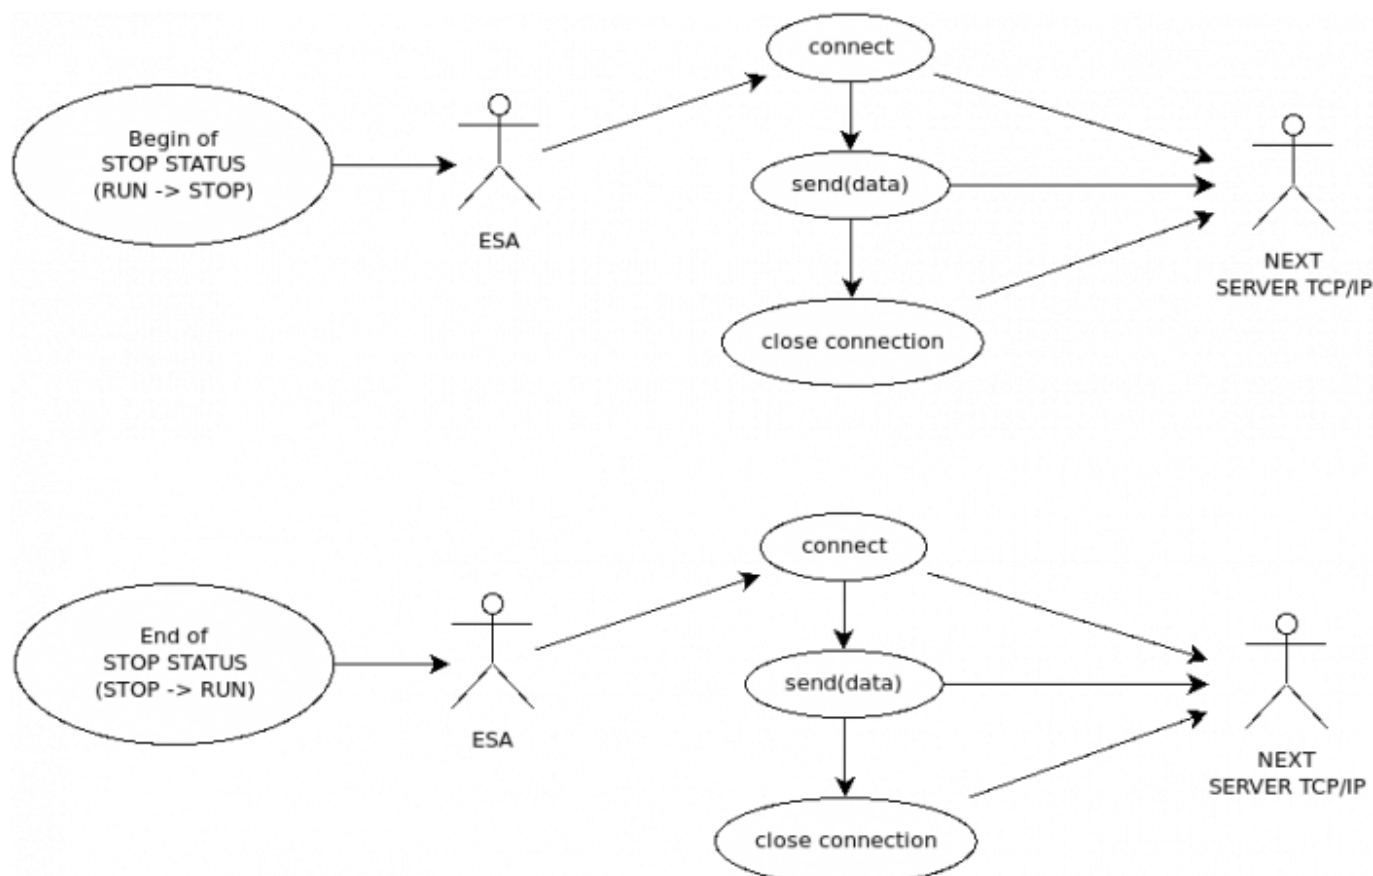 connect
Begin of
STOP STATUS
(RUN -> STOP)
send(data)
ESA
NEXT
SERVER TCP/IP
close connection
connect
End of
STOP STATUS
(STOP -> RUN)
send(data)
ESA
NEXT
SERVER TCP/IP
close connection